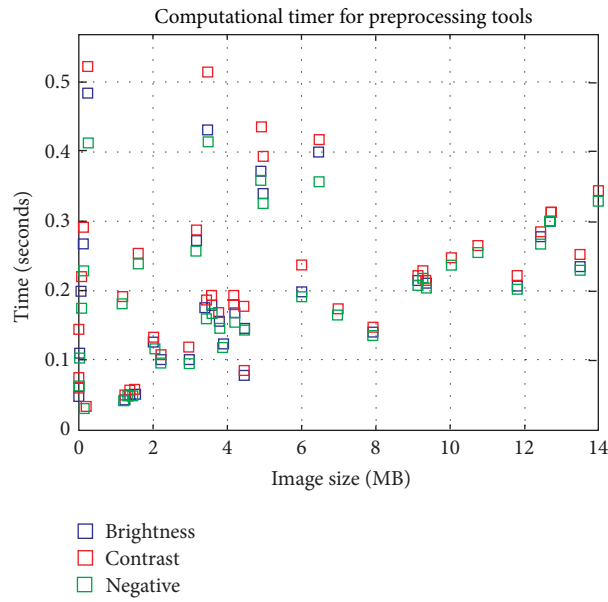 Computational timer for preprocessing tools
Time (seconds)
0.5
0.4
0.3
0.2
0.1
0
0 2 4 6 8 10 12 14
Image size (MB)
Brightness
Contrast
Negative